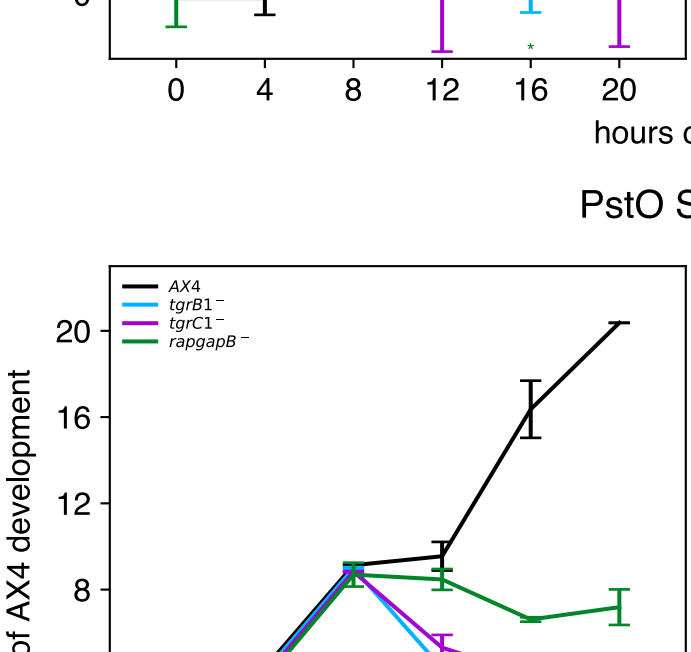 *
0 4 8 12 16 20
hours
PstO
AX4
tgrB1⁻
tgrC1⁻
rapgapB⁻
20
16
12
8
of AX4 development